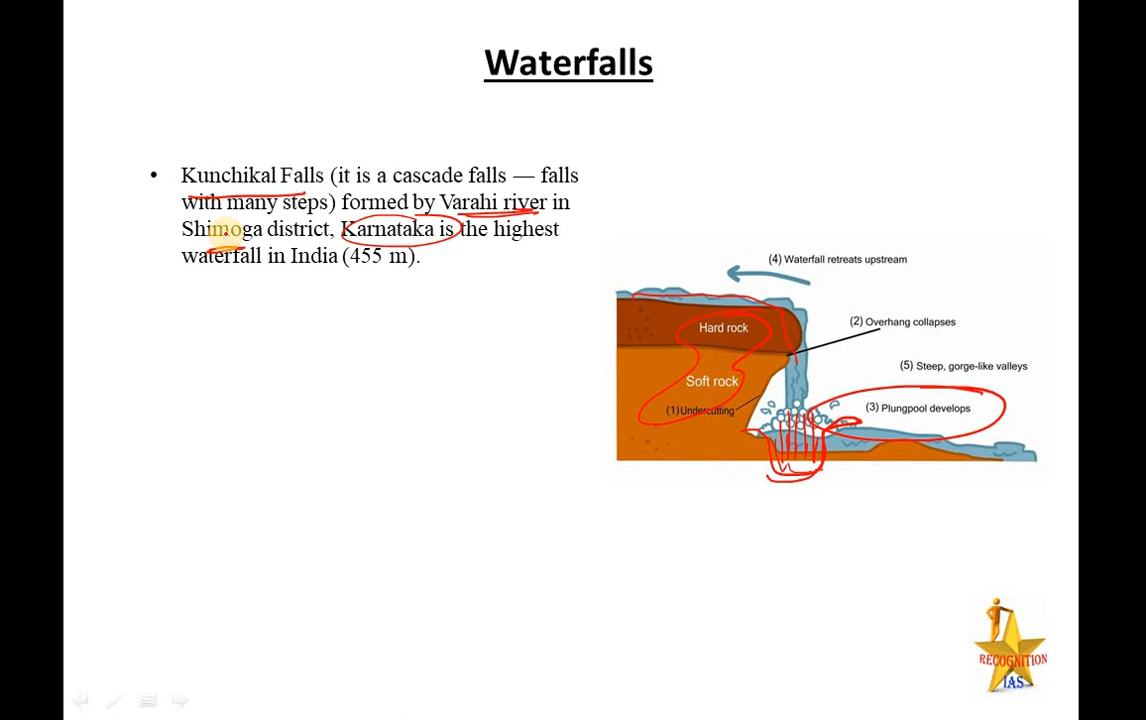 Waterfalls
• Kunchikal Falls (it is a cascade falls — falls
with many steps) formed by Varahi river in
Shimoga district, Karnataka is the highest
waterfall in India (455 m).
(4) Waterfall retreats upstream
Hard rock
(2) Overhang collapses
(5) Steep, gorge-like valleys
Soft rock
(1)Undercutting
(3) Plungpool develops
RECOGNITION
IAS